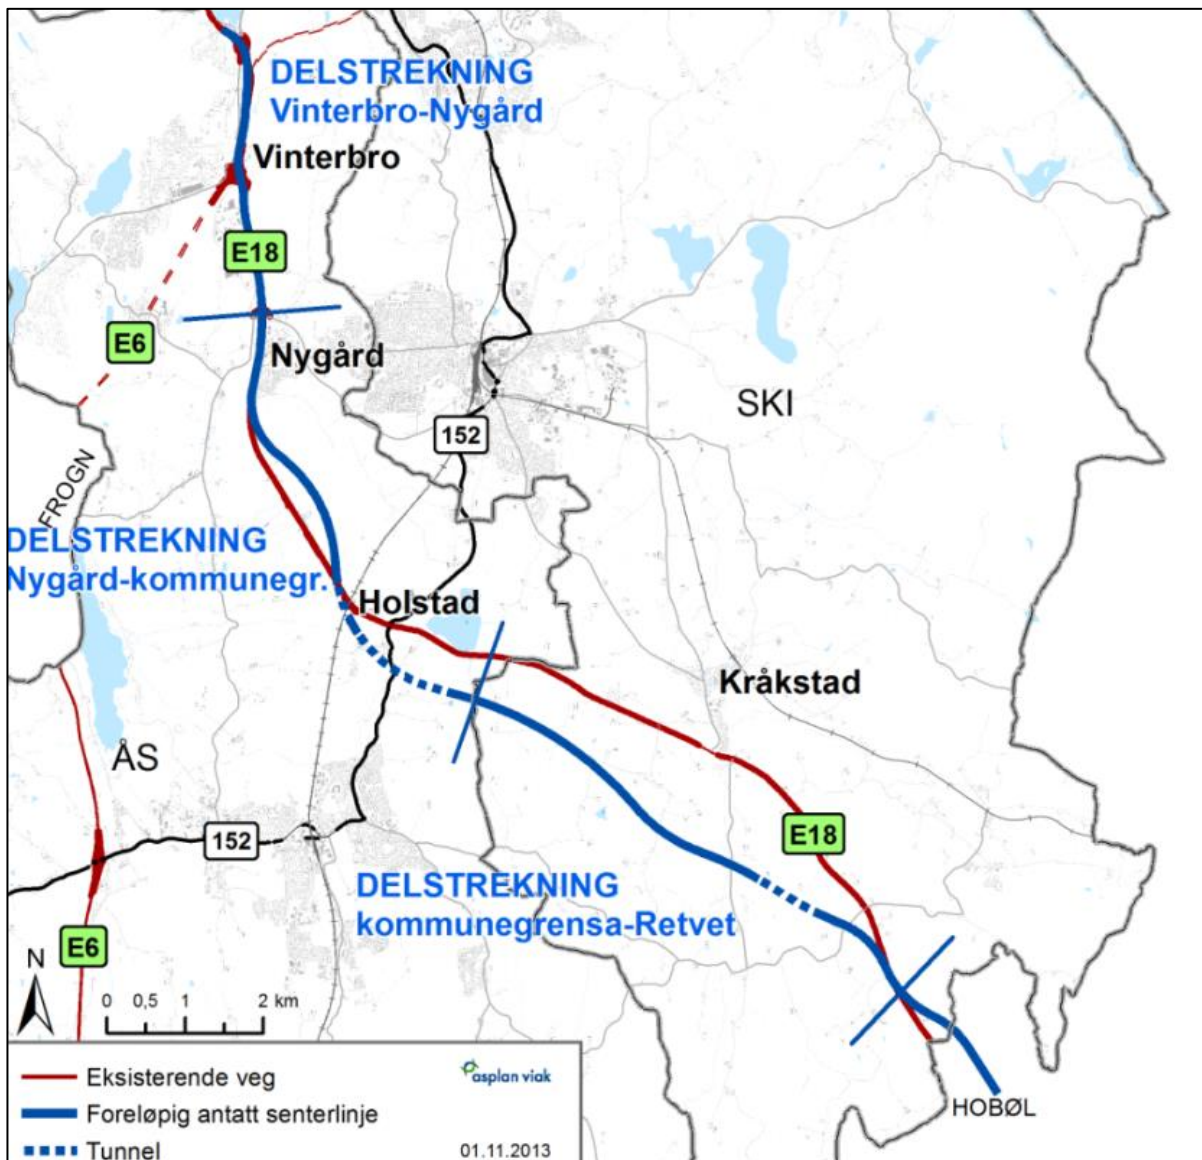 DELSTREKNING
Vinterbro-Nygård
Vinterbro
E18
E6
Nygård
SKI
152
FROGN
DELSTREKNING
Nygård-kommunegr.
Holstad
Kråkstad
ÅS
E18
152
DELSTREKNING
kommunegrensa-Retvet
E6
N
0 0,5 1 2 km
Eksisterende veg
asplan viak
Foreløpig antatt senterlinje
HOBØL
Tunnel
01.11.2013